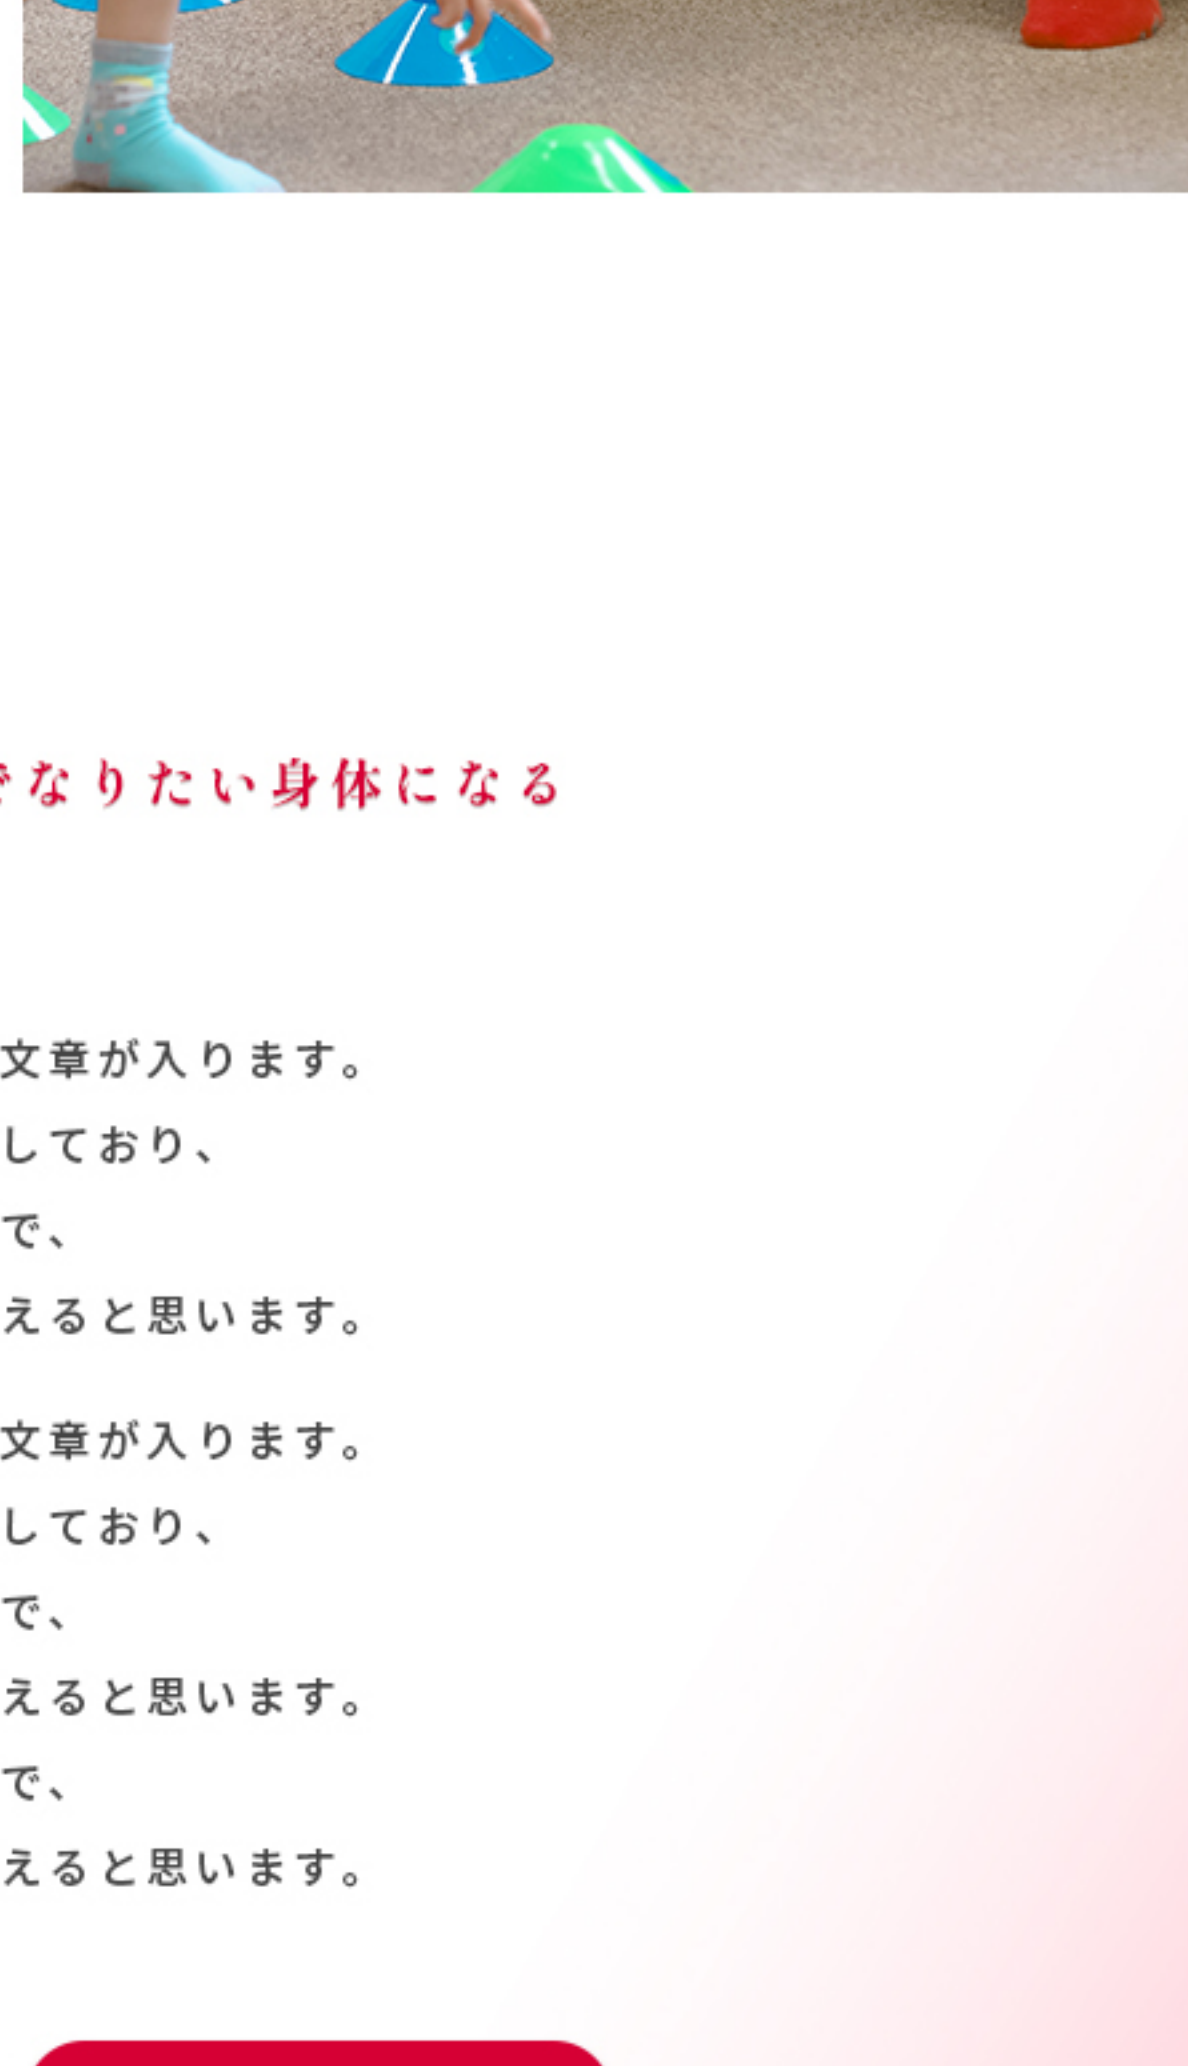 でなりたい身体になる
文章が入ります。
しており、
で、
えると思います。
文章が入ります。
しており、
で、
えると思います。
で、
えると思います。